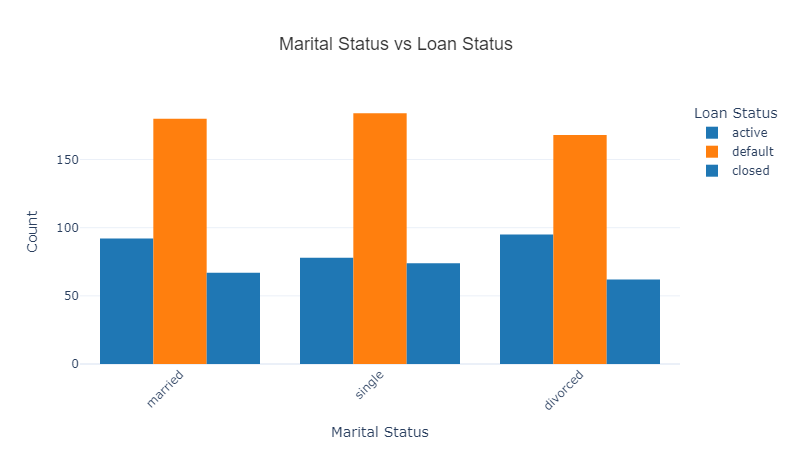 Marital Status vs Loan Status
Loan Status
active
default
closed
Count
150
100
50
0
married
single
divorced
Marital Status